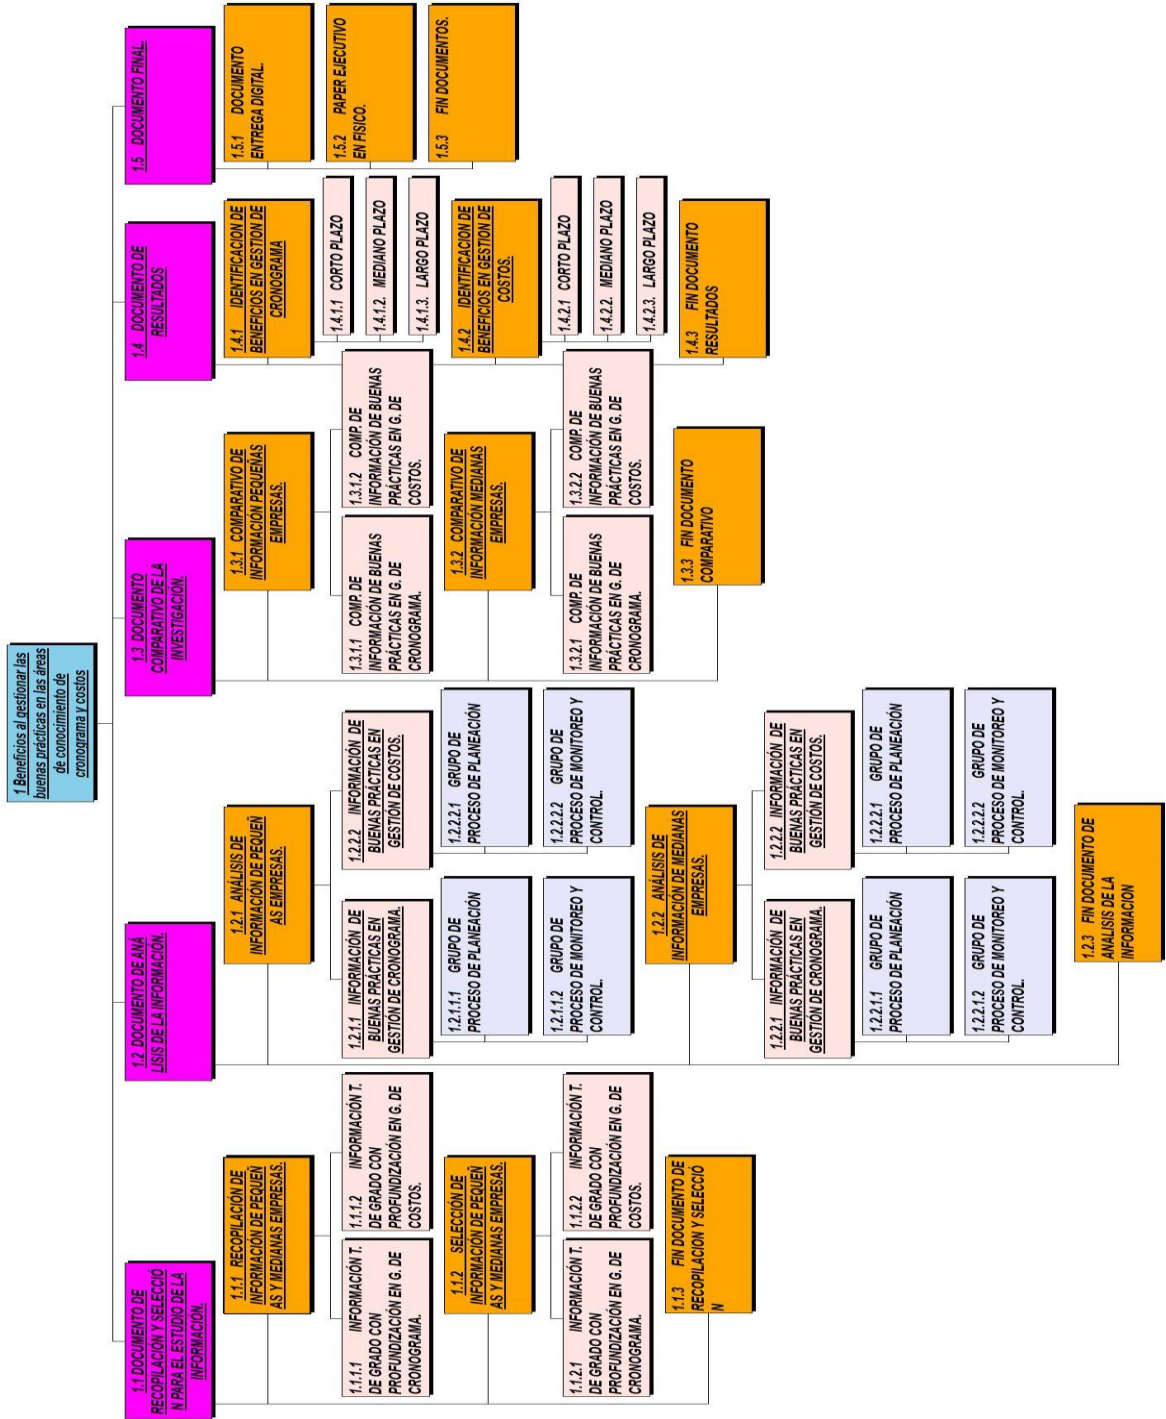 1 Beneficios al gestionar las
buenas prácticas en las áreas
de conocimiento de
cronograma y costos
1.1 DOCUMENTO DE
RECOPILACIÓN Y SELECCIÓ
N PARA EL ESTUDIO DE LA
INFORMACIÓN.
1.1.1 RECOPILACIÓN DE
INFORMACIÓN DE PEQUEÑ
AS Y MEDIANAS EMPRESAS.
1.1.1.1 INFORMACIÓN T.
DE GRADO CON
PROFUNDIZACIÓN EN G. DE
CRONOGRAMA.
1.1.1.2 INFORMACIÓN T.
DE GRADO CON
PROFUNDIZACIÓN EN G. DE
COSTOS.
1.1.2 SELECCIÓN DE
INFORMACIÓN DE PEQUEÑ
AS Y MEDIANAS EMPRESAS.
1.1.2.1 INFORMACIÓN T.
DE GRADO CON
PROFUNDIZACIÓN EN G. DE
CRONOGRAMA.
1.1.2.2 INFORMACIÓN T.
DE GRADO CON
PROFUNDIZACIÓN EN G. DE
COSTOS.
1.1.3 FIN DOCUMENTO DE
RECOPILACION Y SELECCIÓ
N
1.2 DOCUMENTO DE ANÁ
LISIS DE LA INFORMACIÓN.
1.2.1 ANÁLISIS DE
INFORMACIÓN DE PEQUEÑ
AS EMPRESAS.
1.2.1.1 INFORMACIÓN DE
BUENAS PRÁCTICAS EN
GESTIÓN DE CRONOGRAMA.
1.2.1.1.1 GRUPO DE
PROCESO DE PLANEACIÓN
1.2.1.1.2 GRUPO DE
PROCESO DE MONITOREO Y
CONTROL.
1.2.2.2 INFORMACIÓN DE
BUENAS PRÁCTICAS EN
GESTIÓN DE COSTOS.
1.2.2.2.1 GRUPO DE
PROCESO DE PLANEACIÓN
1.2.2.2.2 GRUPO DE
PROCESO DE MONITOREO Y
CONTROL.
1.2.2 ANÁLISIS DE
INFORMACIÓN DE MEDIANAS
EMPRESAS.
1.2.2.1 INFORMACIÓN DE
BUENAS PRÁCTICAS EN
GESTIÓN DE CRONOGRAMA.
1.2.2.1.1 GRUPO DE
PROCESO DE PLANEACIÓN
1.2.2.1.2 GRUPO DE
PROCESO DE MONITOREO Y
CONTROL.
1.2.2.2 INFORMACIÓN DE
BUENAS PRÁCTICAS EN
GESTIÓN DE COSTOS.
1.2.2.2.1 GRUPO DE
PROCESO DE PLANEACIÓN
1.2.2.2.2 GRUPO DE
PROCESO DE MONITOREO Y
CONTROL.
1.2.3 FIN DOCUMENTO DE
ANALISIS DE LA
INFORMACION
1.3 DOCUMENTO
COMPARATIVO DE LA
INVESTIGACION.
1.3.1 COMPARATIVO DE
INFORMACIÓN PEQUEÑAS
EMPRESAS.
1.3.1.1 COMP. DE
INFORMACIÓN DE BUENAS
PRÁCTICAS EN G. DE
CRONOGRAMA.
1.3.1.2 COMP. DE
INFORMACIÓN DE BUENAS
PRÁCTICAS EN G. DE
COSTOS.
1.3.2 COMPARATIVO DE
INFORMACIÓN MEDIANAS
EMPRESAS.
1.3.2.1 COMP. DE
INFORMACIÓN DE BUENAS
PRÁCTICAS EN G. DE
CRONOGRAMA.
1.3.2.2 COMP. DE
INFORMACIÓN DE BUENAS
PRÁCTICAS EN G. DE
COSTOS.
1.3.3 FIN DOCUMENTO
COMPARATIVO
1.4 DOCUMENTO DE
RESULTADOS
1.4.1 IDENTIFICACION DE
BENEFICIOS EN GESTION DE
CRONOGRAMA
1.4.1.1 CORTO PLAZO
1.4.1.2. MEDIANO PLAZO
1.4.1.3. LARGO PLAZO
1.4.2 IDENTIFICACION DE
BENEFICIOS EN GESTION DE
COSTOS.
1.4.2.1 CORTO PLAZO
1.4.2.2. MEDIANO PLAZO
1.4.2.3. LARGO PLAZO
1.4.3 FIN DOCUMENTO
RESULTADOS
1.5 DOCUMENTO FINAL.
1.5.1 DOCUMENTO
ENTREGA DIGITAL.
1.5.2 PAPER EJECUTIVO
EN FISICO.
1.5.3 FIN DOCUMENTOS.